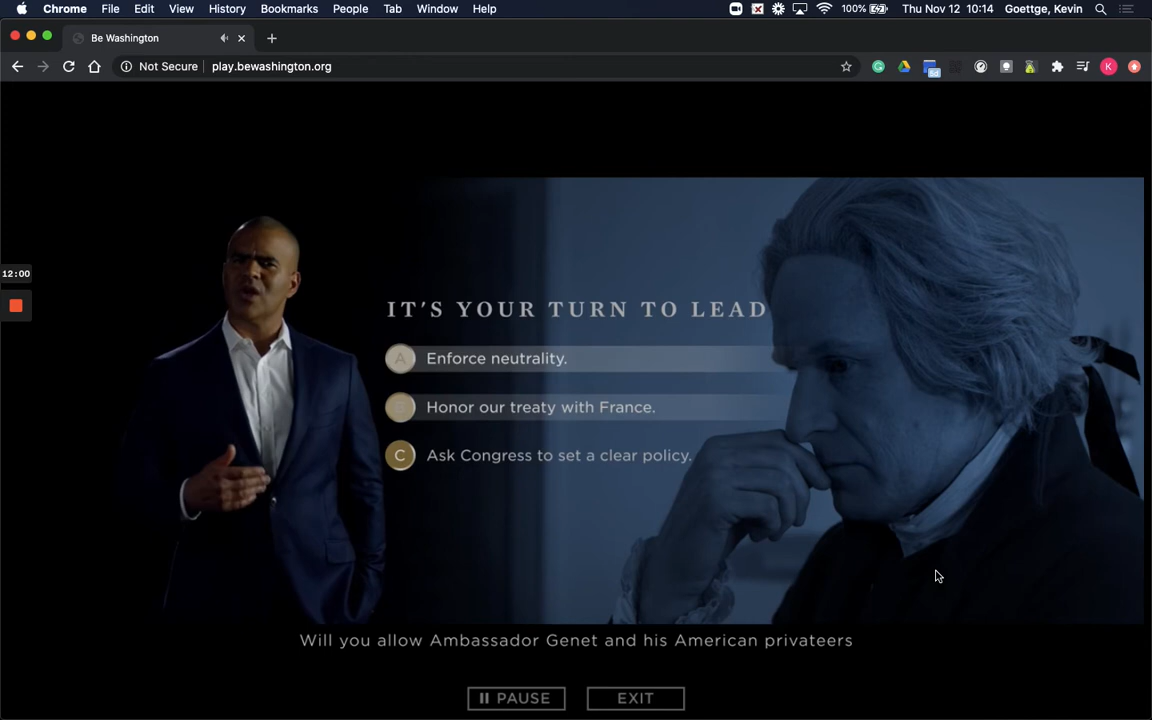 Chrome File Edit View History Bookmarks People Tab Window Help 100% Thu Nov 12 10:14 Goettge, Kevin
Be Washington
Not Secure play.bewashington.org
5d
K
12:00
IT'S YOUR TURN TO LEAD
A Enforce neutrality.
B Honor our treaty with France.
C Ask Congress to set a clear policy.
Will you allow Ambassador Genet and his American privateers
PAUSE EXIT